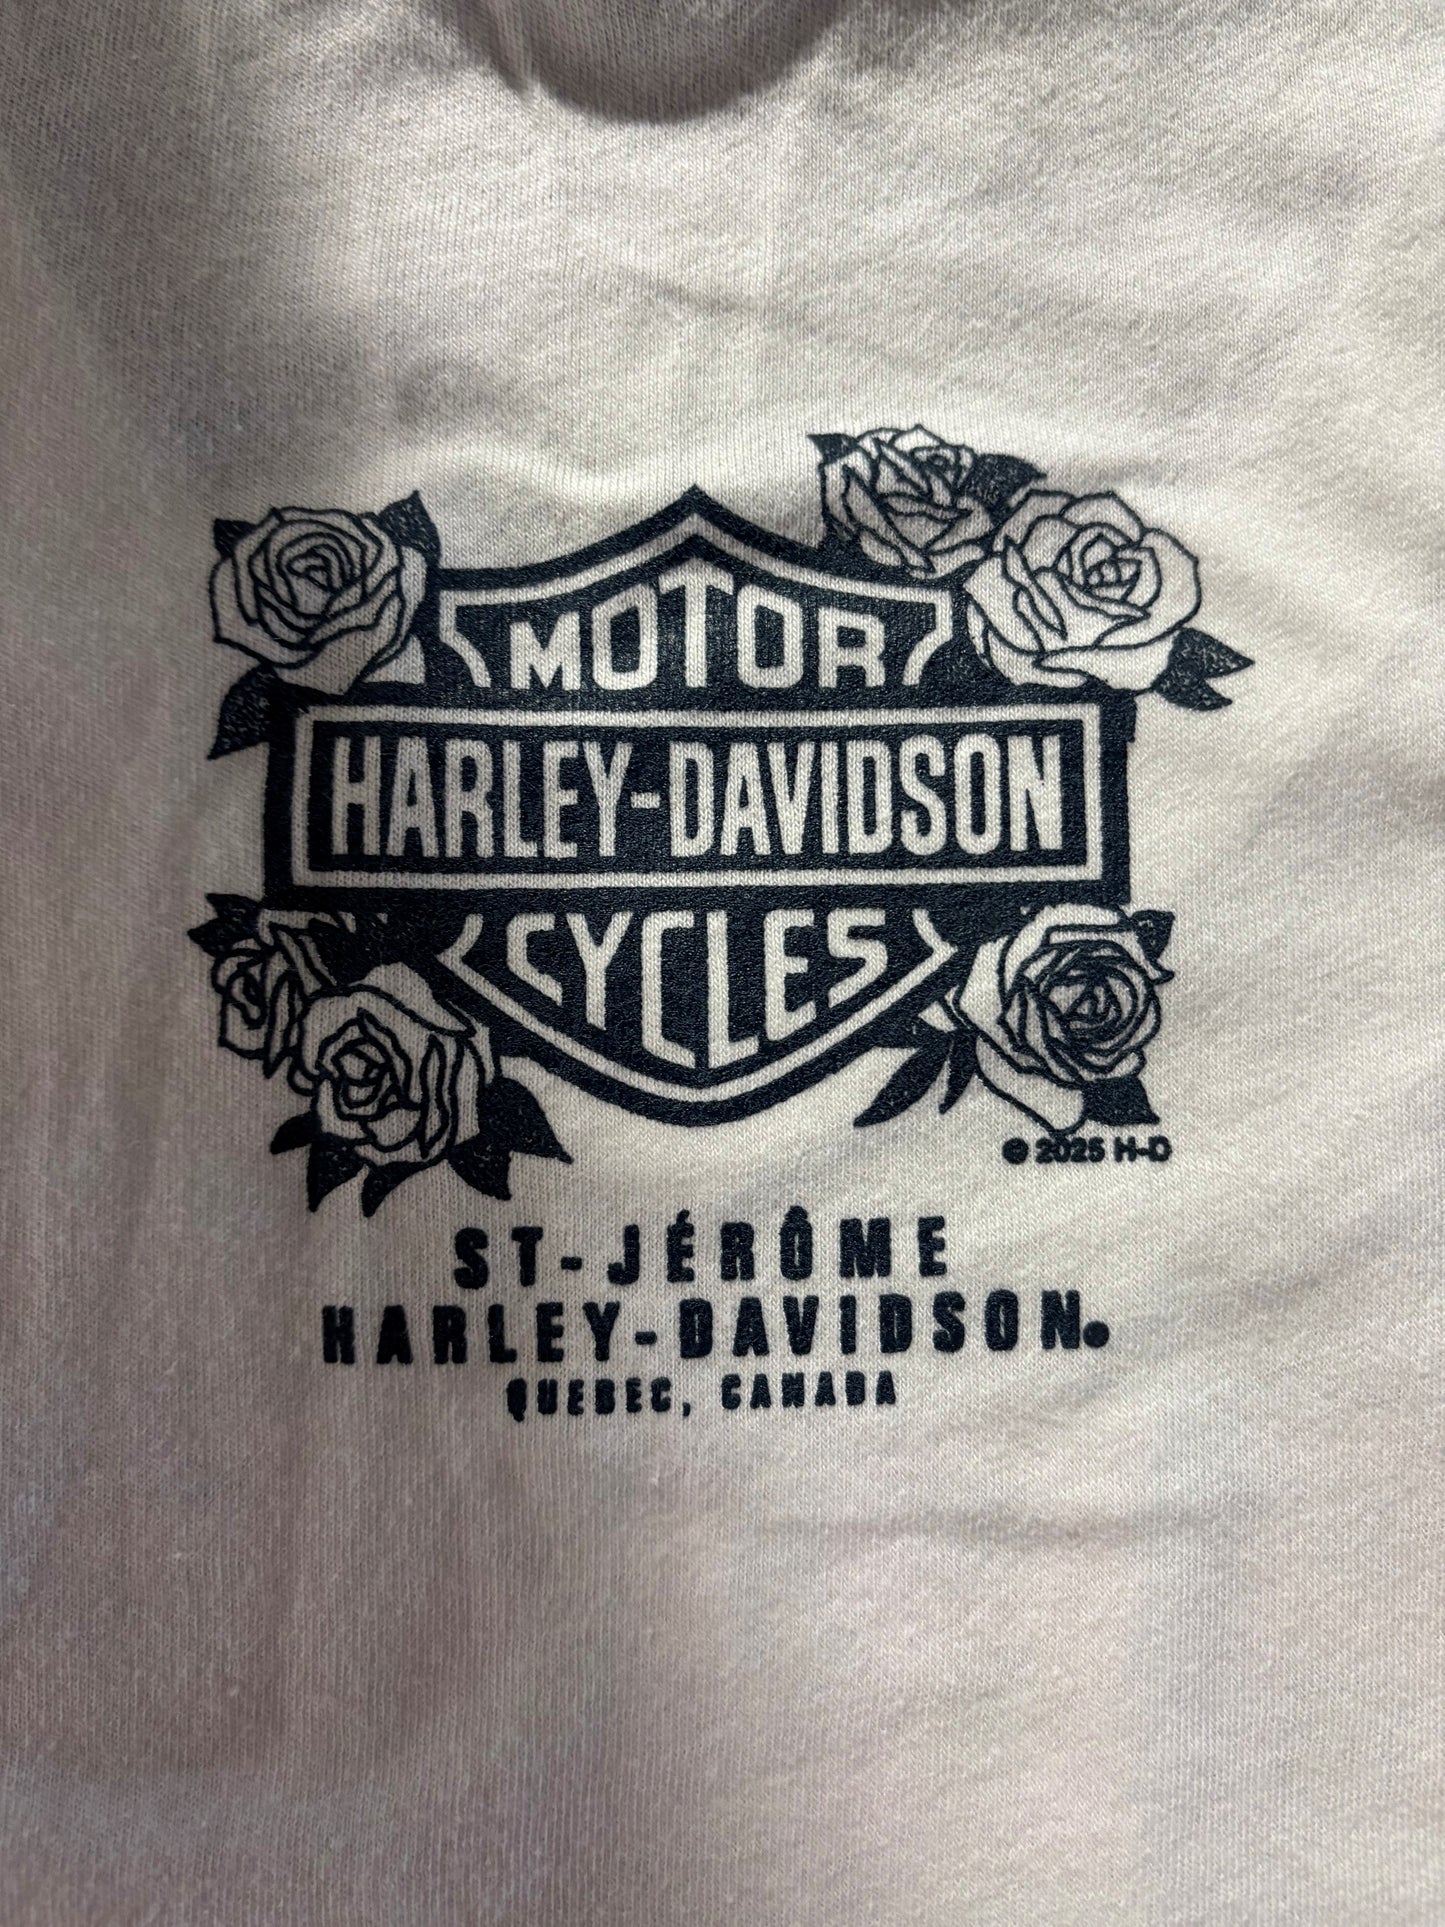 MOTOR
HARLEY-DAVIDSON
CYCLES
© 2025 H-D
ST-JÉRÔME
HARLEY-DAVIDSON®
QUEBEC, CANADA